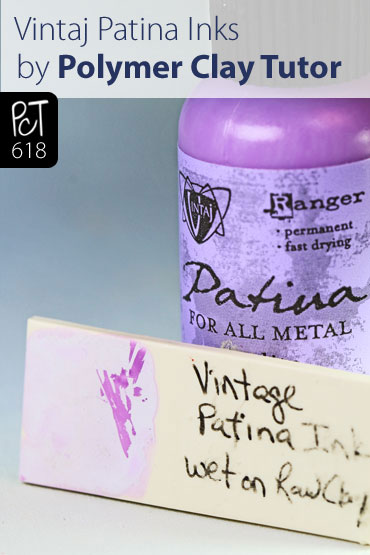 Vintaj Patina Inks
by Polymer Clay Tutor
PcT
618
VINTAJ
Ranger
• permanent
• fast drying
Patina
FOR ALL METAL
Vintage
Patina Ink
wet on Raw Clay